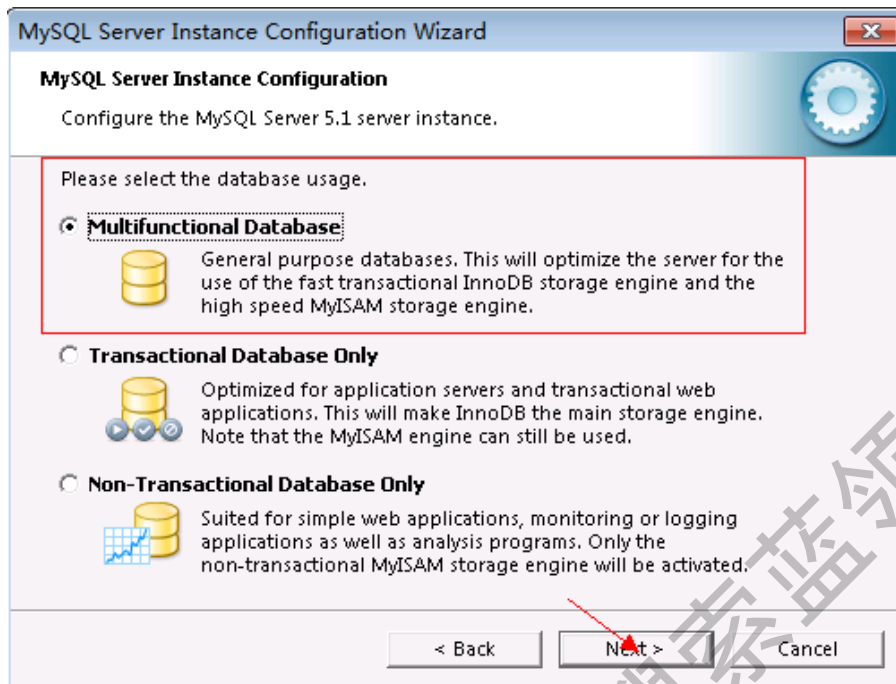 MySQL Server Instance Configuration Wizard
MySQL Server Instance Configuration
Configure the MySQL Server 5.1 server instance.
Please select the database usage.
Multifunctional Database
General purpose databases. This will optimize the server for the
use of the fast transactional InnoDB storage engine and the
high speed MyISAM storage engine.
Transactional Database Only
Optimized for application servers and transactional web
applications. This will make InnoDB the main storage engine.
Note that the MyISAM engine can still be used.
Non-Transactional Database Only
Suited for simple web applications, monitoring or logging
applications as well as analysis programs. Only the
non-transactional MyISAM storage engine will be activated.
< Back
Next >
Cancel
索蓝领